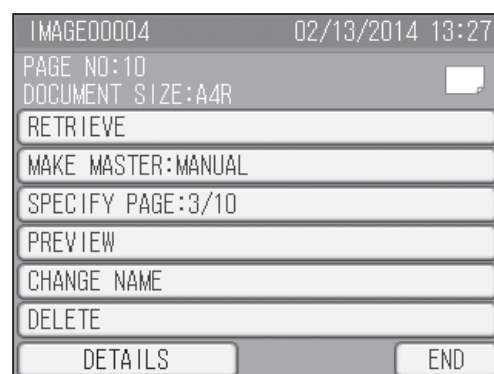 IMAGE00004 02/13/2014 13:27
PAGE NO:10
DOCUMENT SIZE:A4R
RETRIEVE
MAKE MASTER:MANUAL
SPECIFY PAGE:3/10
PREVIEW
CHANGE NAME
DELETE
DETAILS END